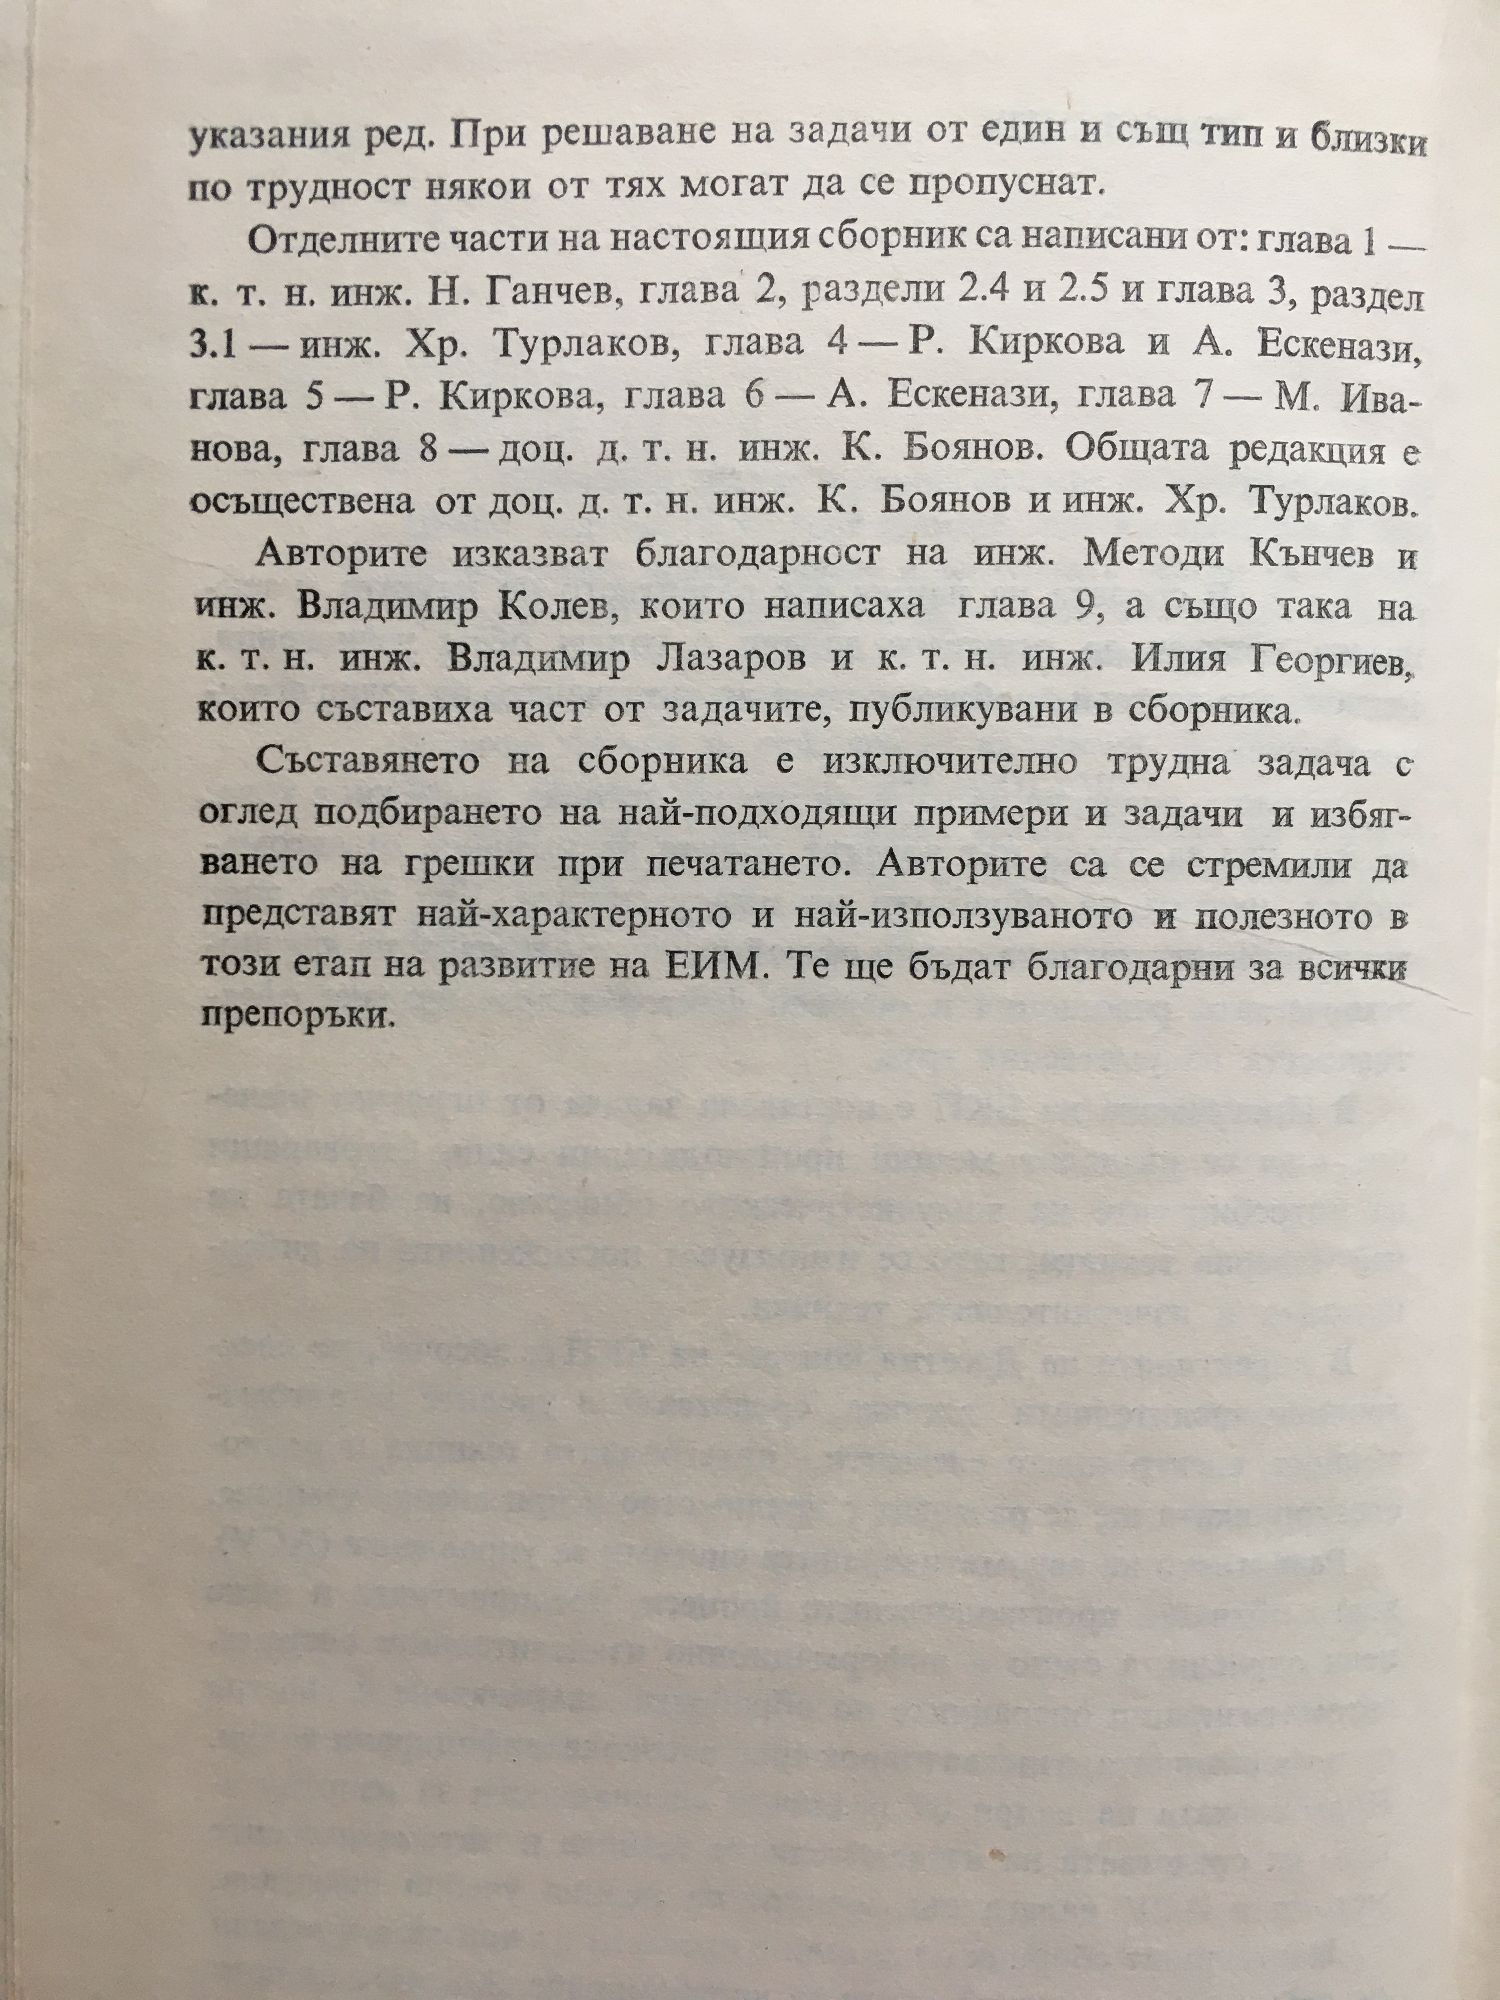 указания ред. При решаване на задачи от един и същ тип и близки
по трудност някои от тях могат да се пропуснат.
Отделните части на настоящия сборник са написани от: глава 1 —
к. т. н. инж. Н. Ганчев, глава 2, раздели 2.4 и 2.5 и глава 3, раздел
3.1 — инж. Хр. Турлаков, глава 4 — Р. Киркова и А. Ескенази,
глава 5 — Р. Киркова, глава 6 — А. Ескенази, глава 7 — М. Ива-
нова, глава 8 — доц. д. т. н. инж. К. Боянов. Общата редакция е
осъществена от доц. д. т. н. инж. К. Боянов и инж. Хр. Турлаков.
Авторите изказват благодарност на инж. Методи Кънчев и
инж. Владимир Колев, които написаха глава 9, а също така на
к. т. н. инж. Владимир Лазаров и к. т. н. инж. Илия Георгиев,
които съставиха част от задачите, публикувани в сборника.
Съставянето на сборника е изключително трудна задача с
оглед подбирането на най-подходящи примери и задачи и избяг-
ването на грешки при печатането. Авторите са се стремили да
представят най-характерното и най-използуваното и полезното в
този етап на развитие на ЕИМ. Те ще бъдат благодарни за всички
препоръки.